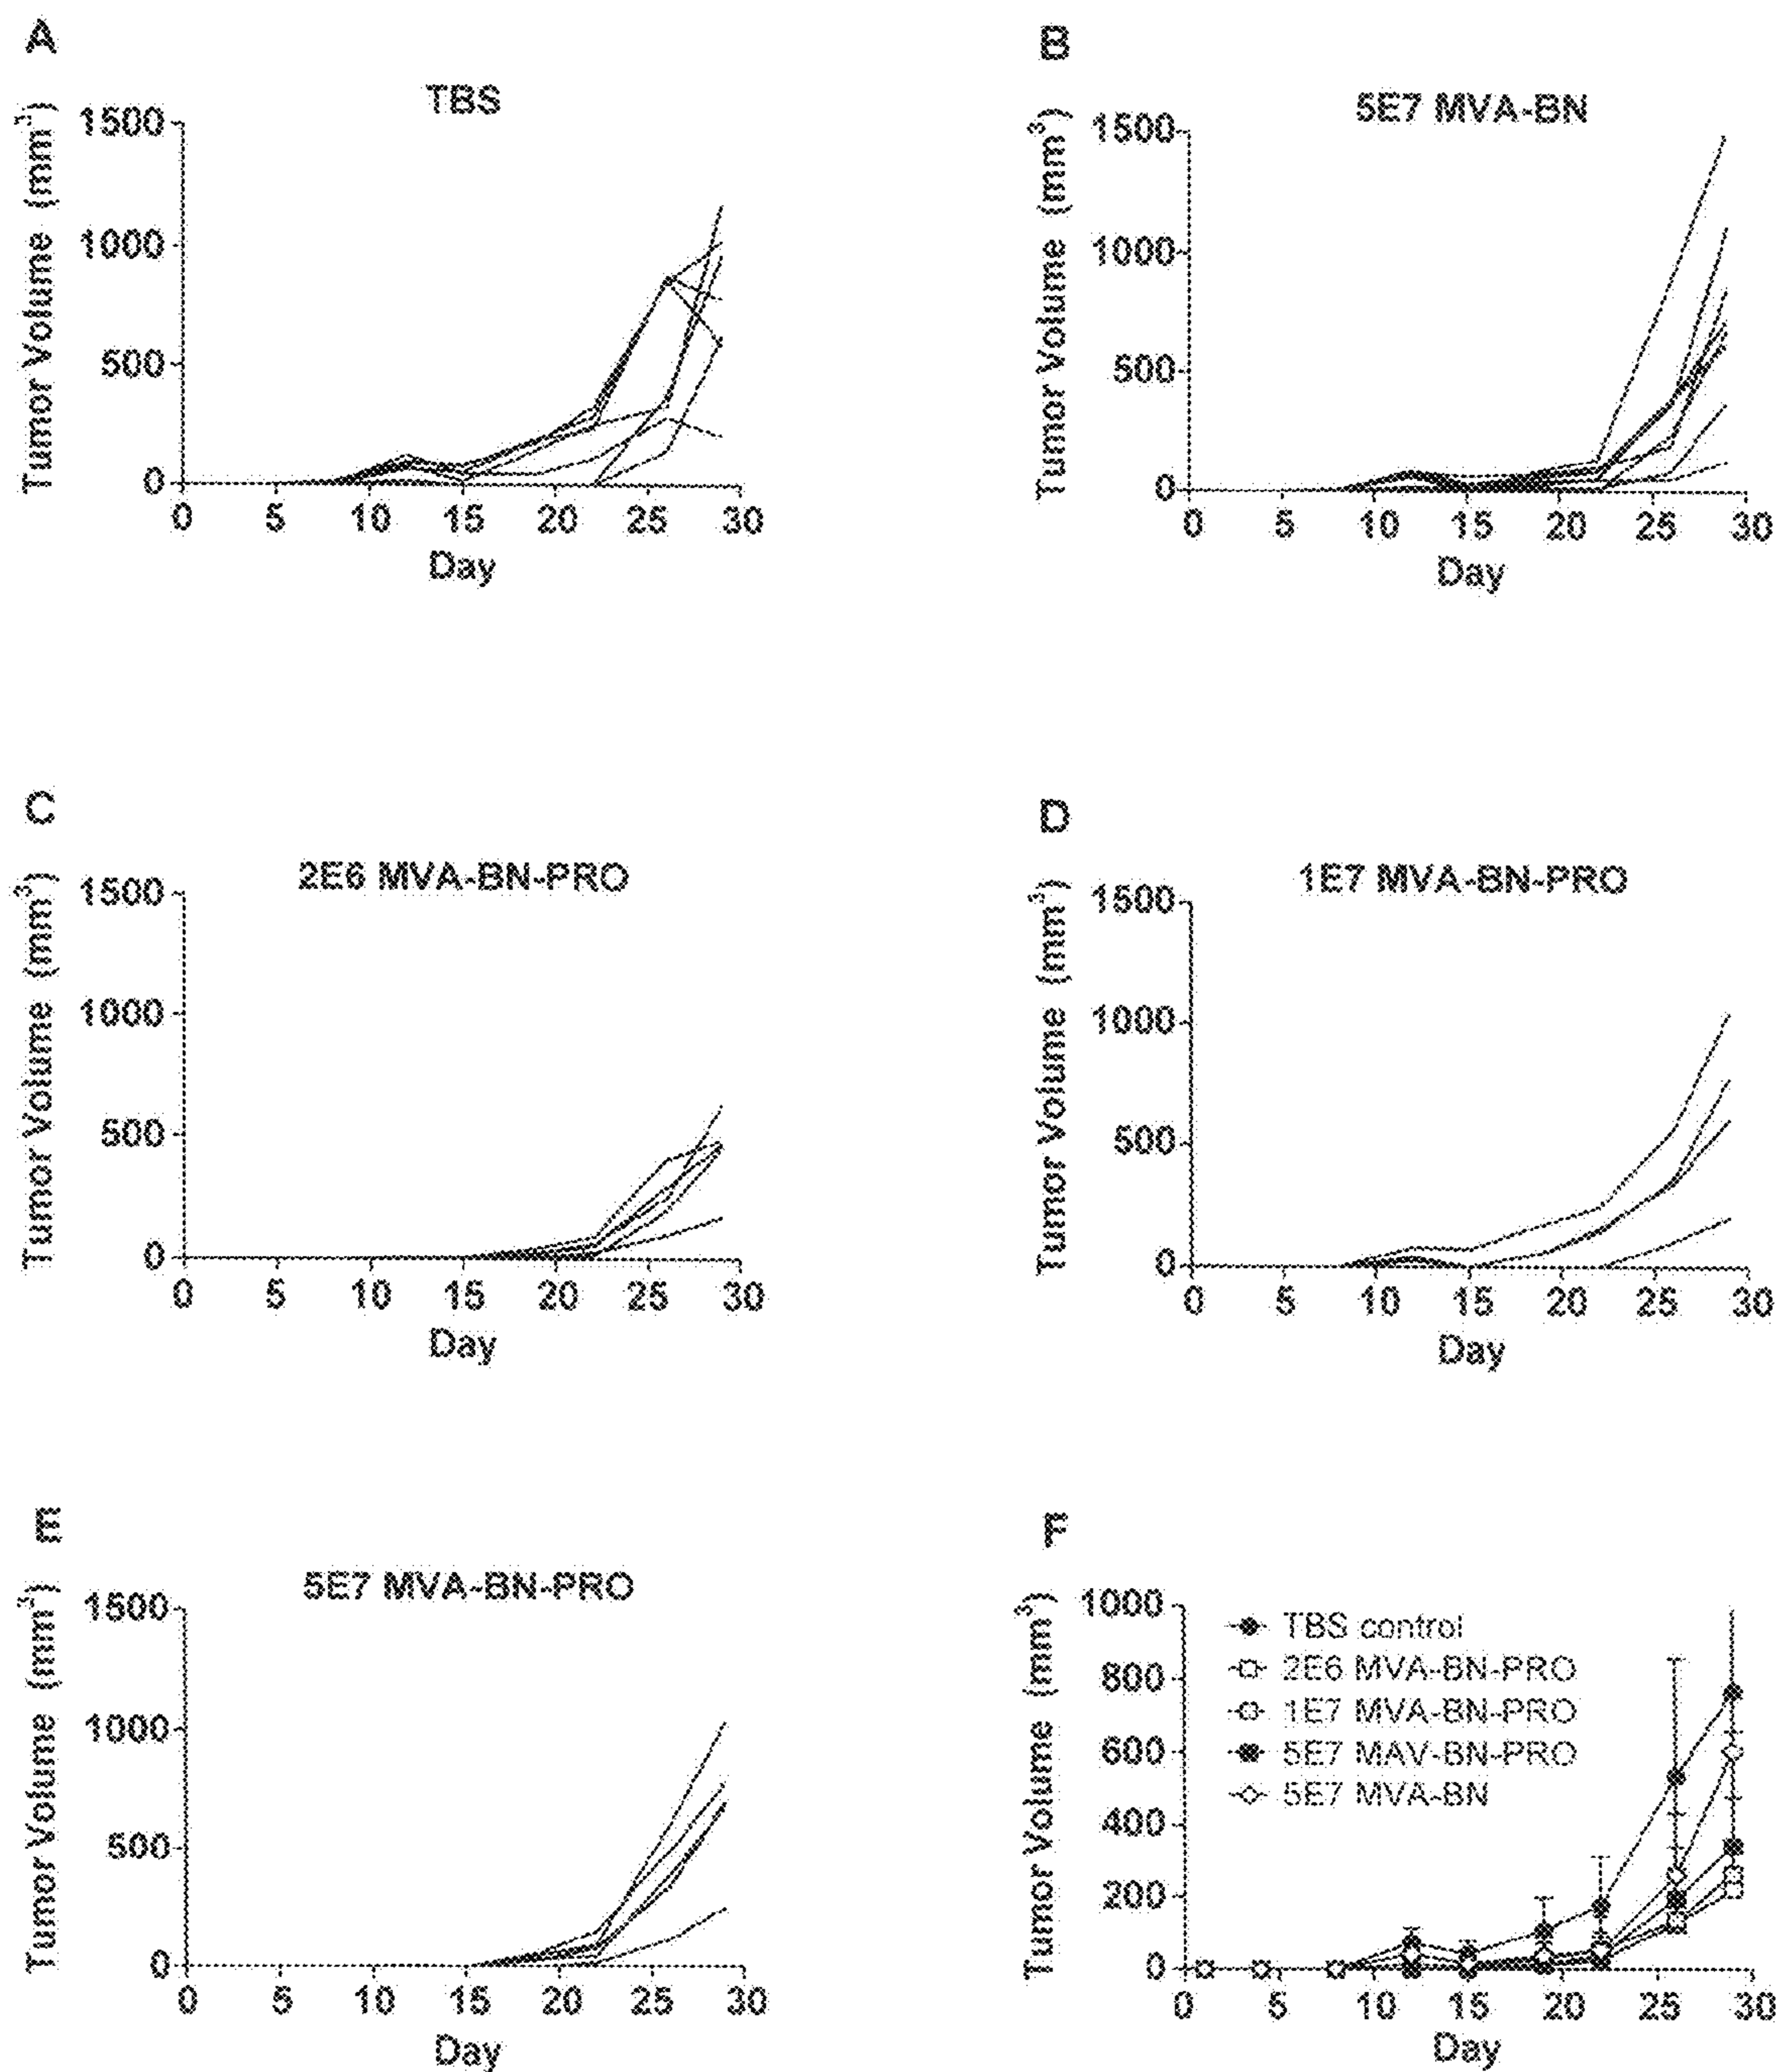 A
TBS
Tumor Volume (mm³)
1500
1000
500
0
0 5 10 15 20 25 30
Day
B
5E7 MVA-BN
Tumor Volume (mm³)
1500
1000
500
0
0 5 10 15 20 25 30
Day
C
2E6 MVA-BN-PRO
Tumor Volume (mm³)
1500
1000
500
0
0 5 10 15 20 25 30
Day
D
1E7 MVA-BN-PRO
Tumor Volume (mm³)
1500
1000
500
0
0 5 10 15 20 25 30
Day
E
5E7 MVA-BN-PRO
Tumor Volume (mm³)
1500
1000
500
0
0 5 10 15 20 25 30
Day
F
Tumor Volume (mm³)
1000
800
600
400
200
0
TBS control
2E6 MVA-BN-PRO
1E7 MVA-BN-PRO
5E7 MAV-BN-PRO
5E7 MVA-BN
0 5 10 15 20 25 30
Day